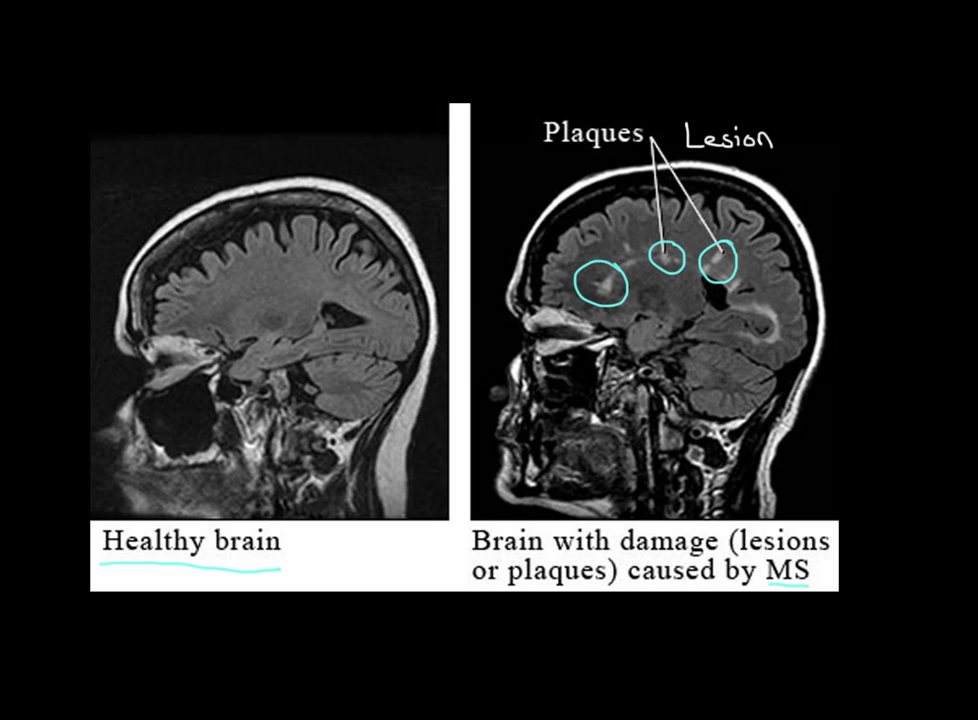 Plaques Lesion
Healthy brain
Brain with damage (lesions
or plaques) caused by MS